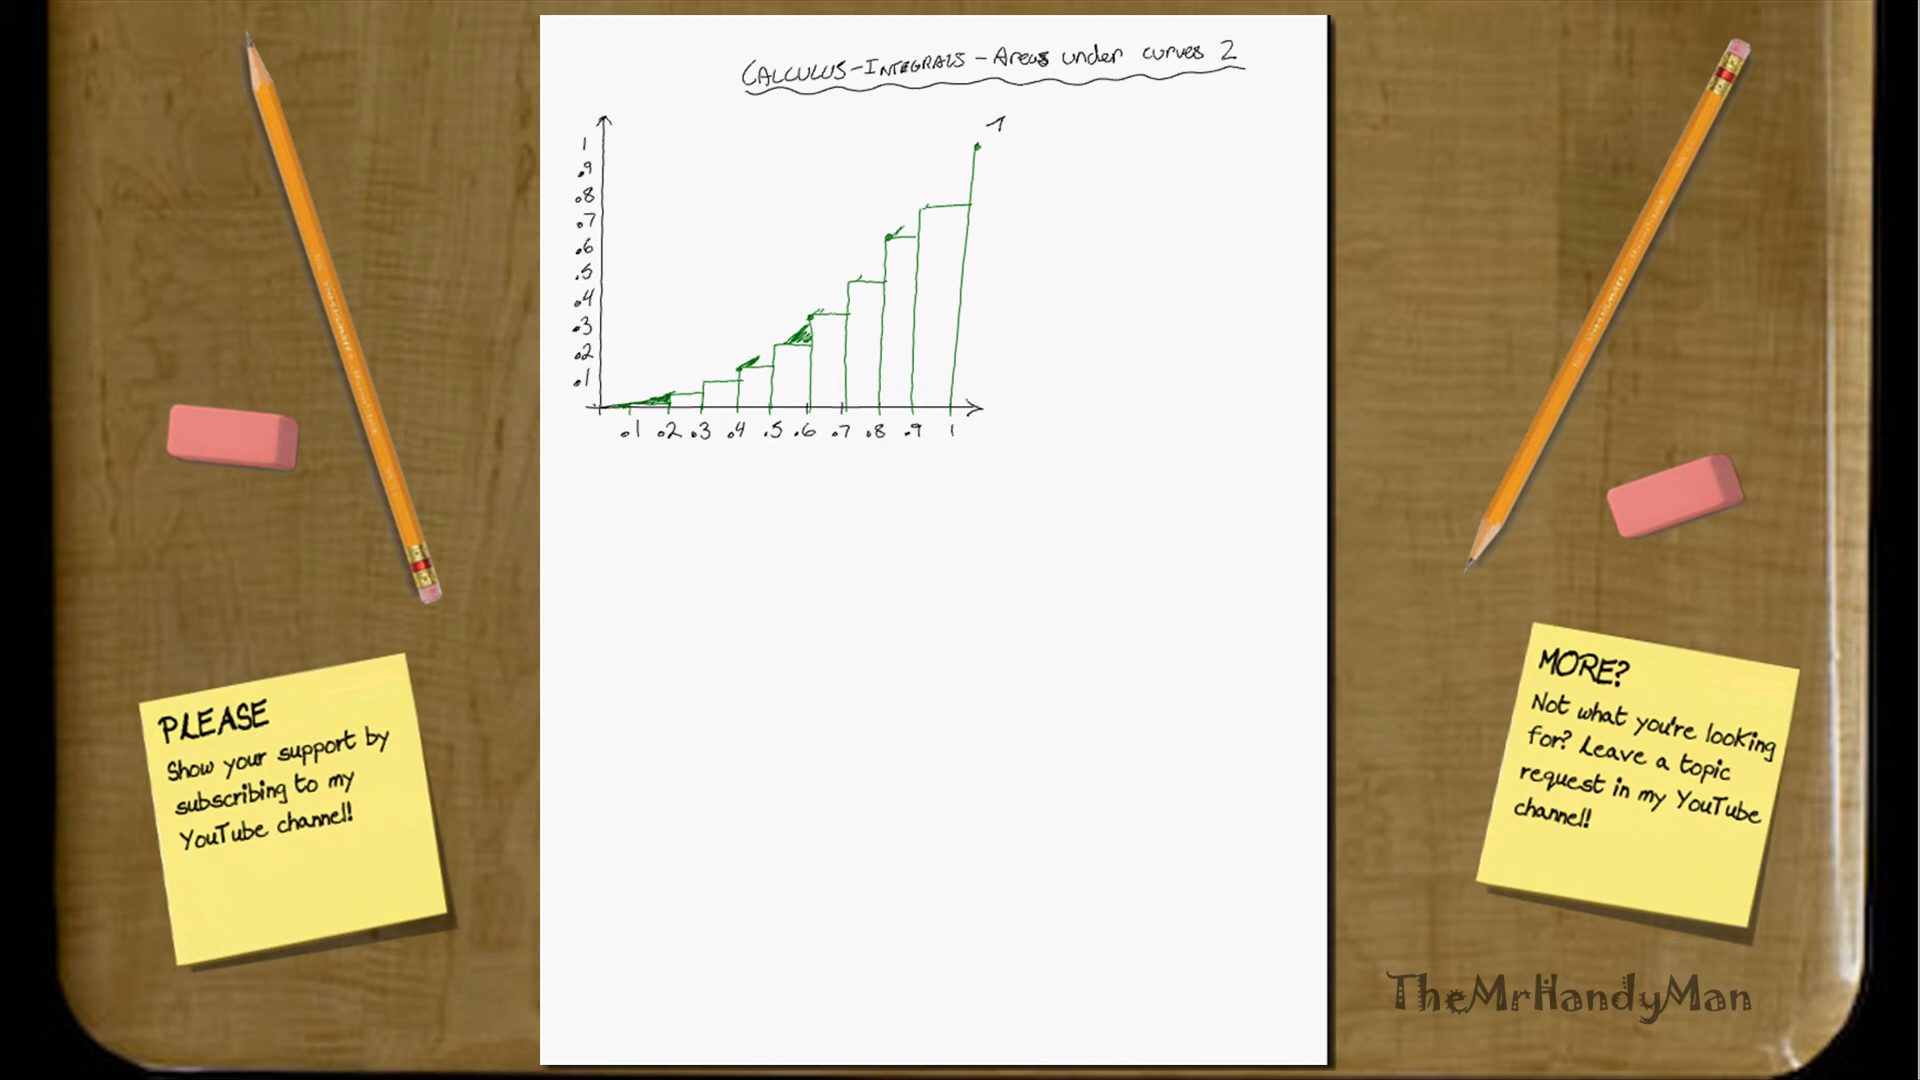 CALCULUS-INTEGRALS - Areas under curves 2
1
.9
.8
.7
.6
.5
.4
.3
.2
.1
.1 .2 .3 .4 .5 .6 .7 .8 .9 1
PLEASE
Show your support by
subscribing to my
YouTube channel!
MORE?
Not what you're looking
for? Leave a topic
request in my YouTube
channel!
TheMrHandyMan